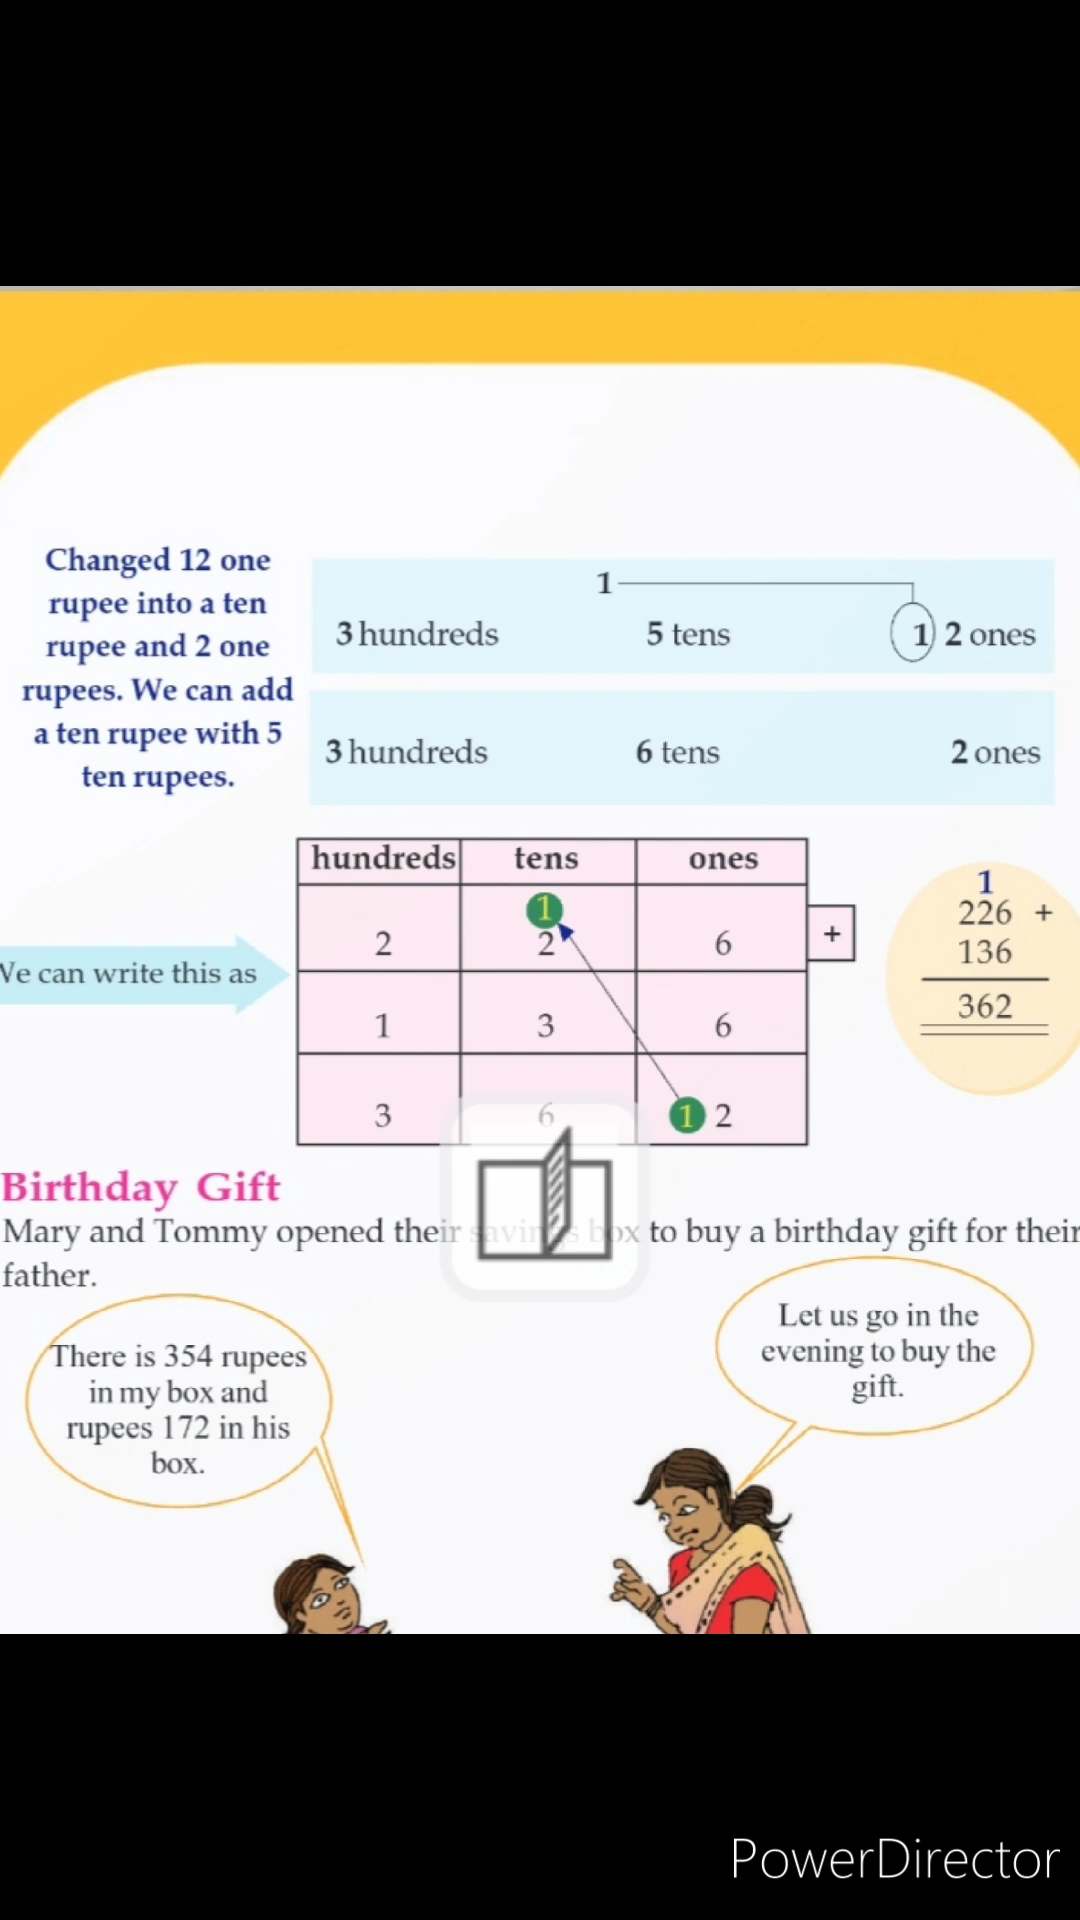 Changed 12 one
rupee into a ten
rupee and 2 one
rupees. We can add
a ten rupee with 5
ten rupees.
1
3 hundreds 5 tens 1 2 ones
3 hundreds 6 tens 2 ones
We can write this as
hundreds tens ones
1
2 2 6 +
1 3 6
3 6 1 2
1
226 +
136
362
Birthday Gift
Mary and Tommy opened their savings box to buy a birthday gift for their
father.
There is 354 rupees
in my box and
rupees 172 in his
box.
Let us go in the
evening to buy the
gift.
PowerDirector